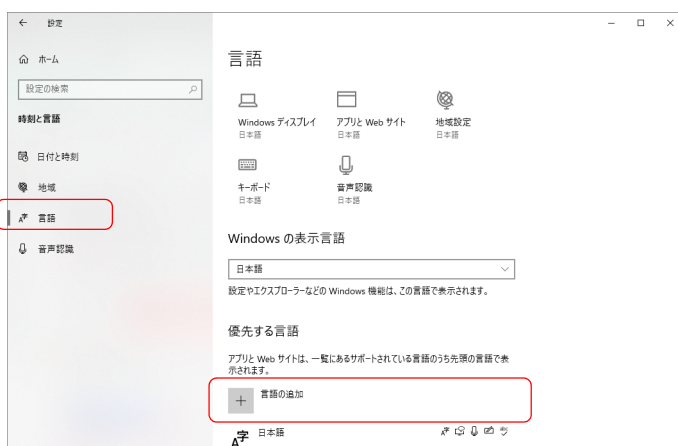 設定
ホーム
設定の検索
時刻と言語
日付と時刻
地域
言語
音声認識
言語
Windows ディスプレイ
日本語
アプリと Web サイト
日本語
地域設定
日本語
キーボード
日本語
音声認識
日本語
Windows の表示言語
日本語
設定やエクスプローラーなどの Windows 機能は、この言語で表示されます。
優先する言語
アプリと Web サイトは、一覧にあるサポートされている言語のうち先頭の言語で表
示されます。
言語の追加
日本語